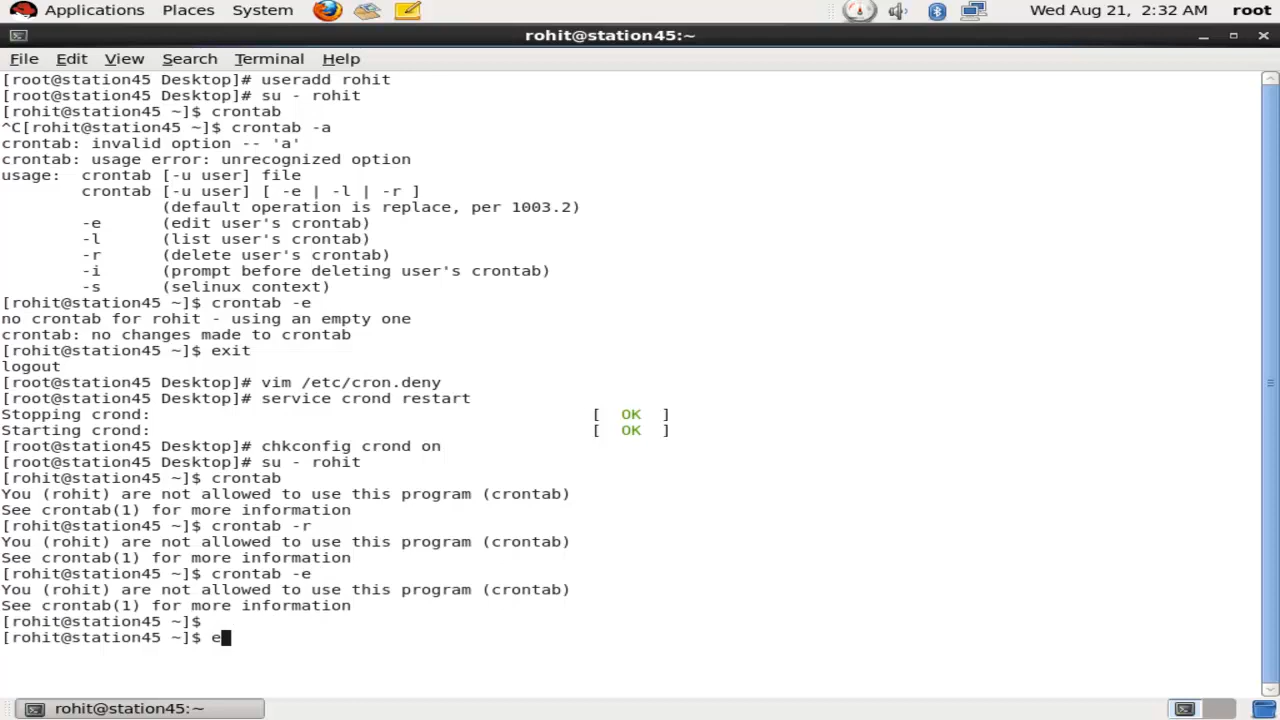 Applications Places System Wed Aug 21, 2:32 AM root
rohit@station45:~
File Edit View Search Terminal Help
[root@station45 Desktop]# useradd rohit
[root@station45 Desktop]# su - rohit
[rohit@station45 ~]$ crontab
^C[rohit@station45 ~]$ crontab -a
crontab: invalid option -- 'a'
crontab: usage error: unrecognized option
usage:  crontab [-u user] file
        crontab [-u user] [ -e | -l | -r ]
                (default operation is replace, per 1003.2)
        -e      (edit user's crontab)
        -l      (list user's crontab)
        -r      (delete user's crontab)
        -i      (prompt before deleting user's crontab)
        -s      (selinux context)
[rohit@station45 ~]$ crontab -e
no crontab for rohit - using an empty one
crontab: no changes made to crontab
[rohit@station45 ~]$ exit
logout
[root@station45 Desktop]# vim /etc/cron.deny
[root@station45 Desktop]# service crond restart
Stopping crond:                                            [  OK  ]
Starting crond:                                            [  OK  ]
[root@station45 Desktop]# chkconfig crond on
[root@station45 Desktop]# su - rohit
[rohit@station45 ~]$ crontab
You (rohit) are not allowed to use this program (crontab)
See crontab(1) for more information
[rohit@station45 ~]$ crontab -r
You (rohit) are not allowed to use this program (crontab)
See crontab(1) for more information
[rohit@station45 ~]$ crontab -e
You (rohit) are not allowed to use this program (crontab)
See crontab(1) for more information
[rohit@station45 ~]$
[rohit@station45 ~]$ e
rohit@station45:~